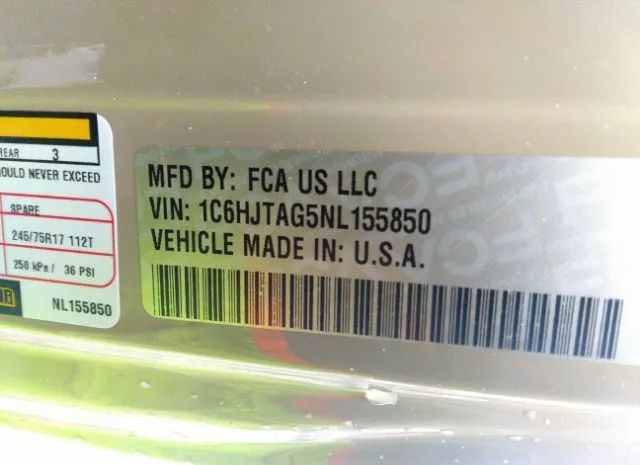 REAR 3
OULD NEVER EXCEED
SPARE
245/75R17 112T
250 kPa / 36 PSI
NL155850
MFD BY: FCA US LLC
VIN: 1C6HJTAG5NL155850
VEHICLE MADE IN: U.S.A.